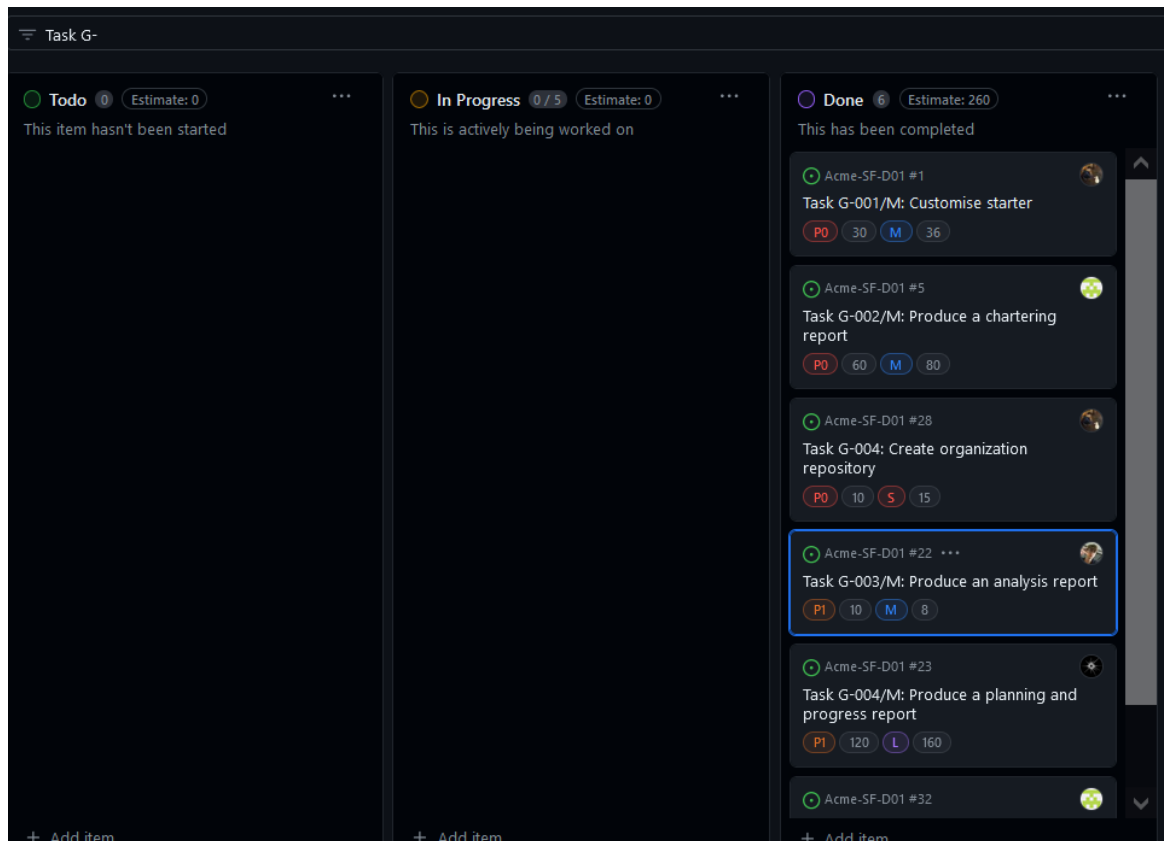 Task G-
Todo 0 Estimate: 0 ...
This item hasn't been started
+ Add item
In Progress 0 / 5 Estimate: 0 ...
This is actively being worked on
+ Add item
Done 6 Estimate: 260 ...
This has been completed
Acme-SF-D01 #1
Task G-001/M: Customise starter
P0 30 M 36
Acme-SF-D01 #5
Task G-002/M: Produce a chartering
report
P0 60 M 80
Acme-SF-D01 #28
Task G-004: Create organization
repository
P0 10 S 15
Acme-SF-D01 #22 ...
Task G-003/M: Produce an analysis report
P1 10 M 8
Acme-SF-D01 #23
Task G-004/M: Produce a planning and
progress report
P1 120 L 160
Acme-SF-D01 #32
+ Add item